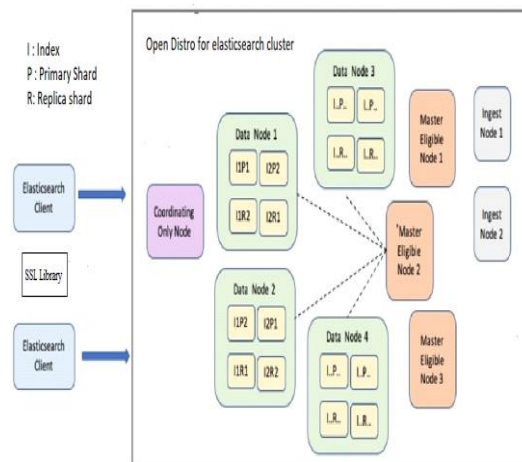 I : Index
P : Primary Shard
R: Replica shard
Open Distro for elasticsearch cluster
Elasticsearch
Client
SSL Library
Elasticsearch
Client
Coordinating
Only Node
Data Node 1
I1P1 I2P2
I1R2 I2R1
Data Node 2
I1P2 I2P1
I1R1 I2R2
Data Node 3
I..P.. I..P..
I..R... I..R...
Data Node 4
I..P.. I..P..
I..R.. I..R..
Master
Eligible
Node 1
*Master
Eligible
Node 2
Master
Eligible
Node 3
Ingest
Node 1
Ingest
Node 2